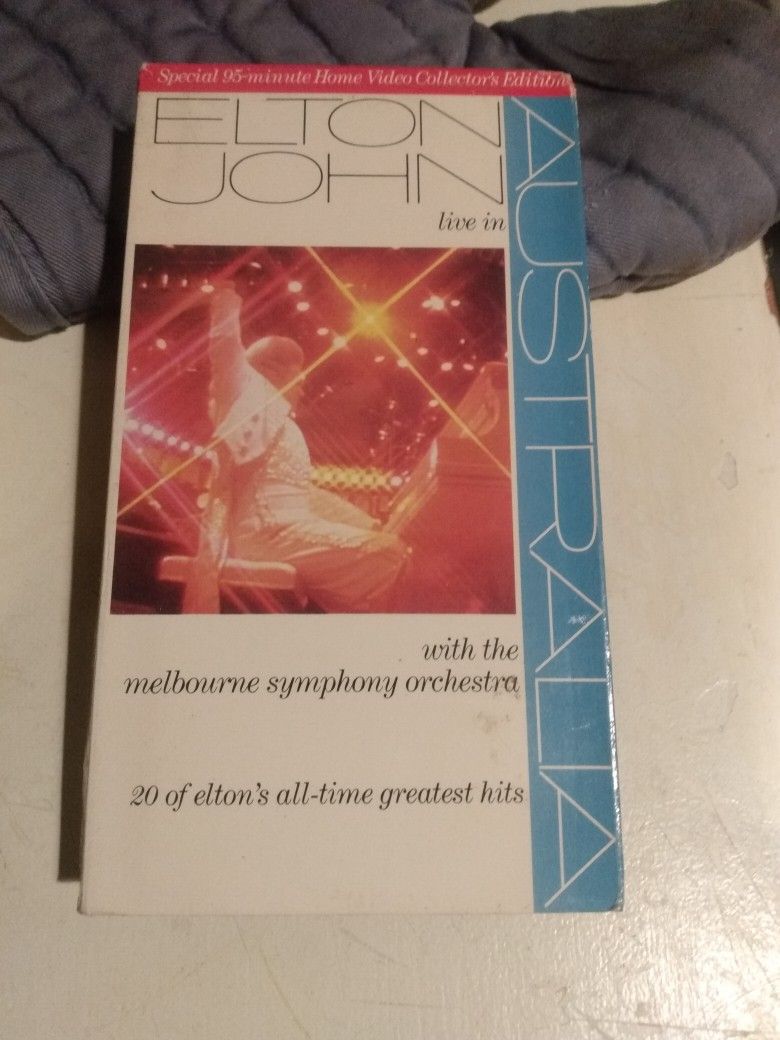 Special 95-minute Home Video Collector's Edition
ELTON
JOHN
live in
AUSTRALIA
with the
melbourne symphony orchestra
20 of elton's all-time greatest hits